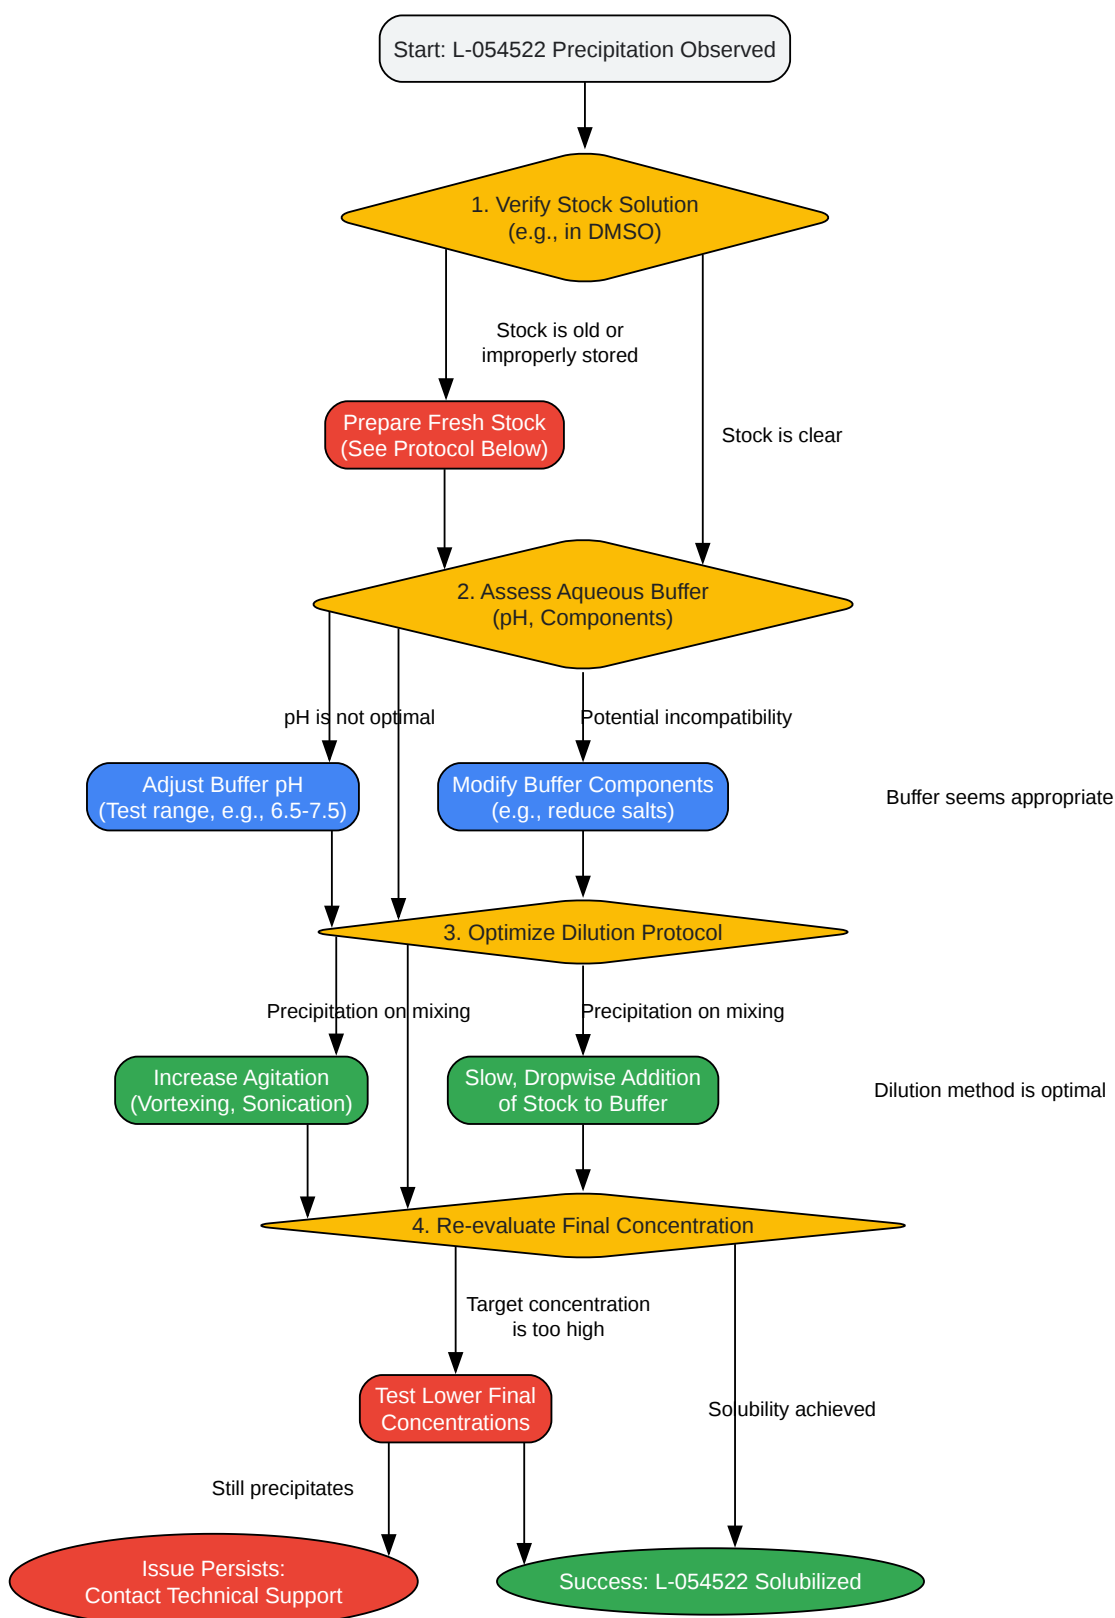 Start: L-054522 Precipitation Observed
1. Verify Stock Solution
(e.g., in DMSO)
Stock is old or
improperly stored
Prepare Fresh Stock
(See Protocol Below)
Stock is clear
2. Assess Aqueous Buffer
(pH, Components)
pH is not optimal
Potential incompatibility
Adjust Buffer pH
(Test range, e.g., 6.5-7.5)
Modify Buffer Components
(e.g., reduce salts)
Buffer seems appropriate
3. Optimize Dilution Protocol
Precipitation on mixing
Precipitation on mixing
Increase Agitation
(Vortexing, Sonication)
Slow, Dropwise Addition
of Stock to Buffer
Dilution method is optimal
4. Re-evaluate Final Concentration
Target concentration
is too high
Test Lower Final
Concentrations
Solubility achieved
Still precipitates
Issue Persists:
Contact Technical Support
Success: L-054522 Solubilized